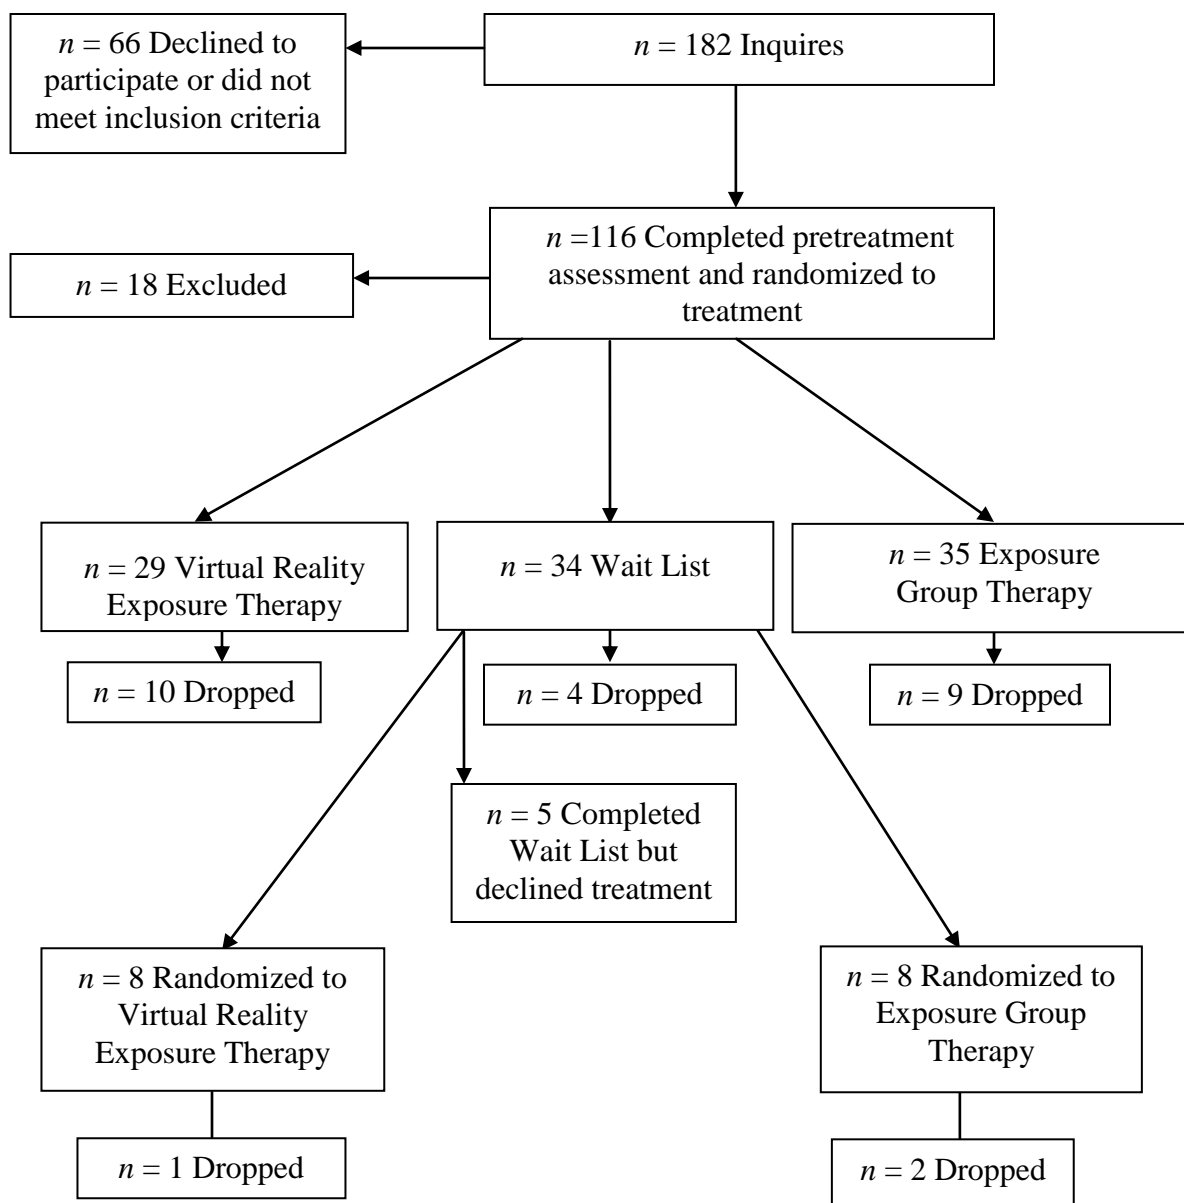 n = 66 Declined to
participate or did not
meet inclusion criteria
n = 182 Inquires
n =116 Completed pretreatment
assessment and randomized to
treatment
n = 18 Excluded
n = 29 Virtual Reality
Exposure Therapy
n = 34 Wait List
n = 35 Exposure
Group Therapy
n = 10 Dropped
n = 4 Dropped
n = 9 Dropped
n = 5 Completed
Wait List but
declined treatment
n = 8 Randomized to
Virtual Reality
Exposure Therapy
n = 8 Randomized to
Exposure Group
Therapy
n = 1 Dropped
n = 2 Dropped